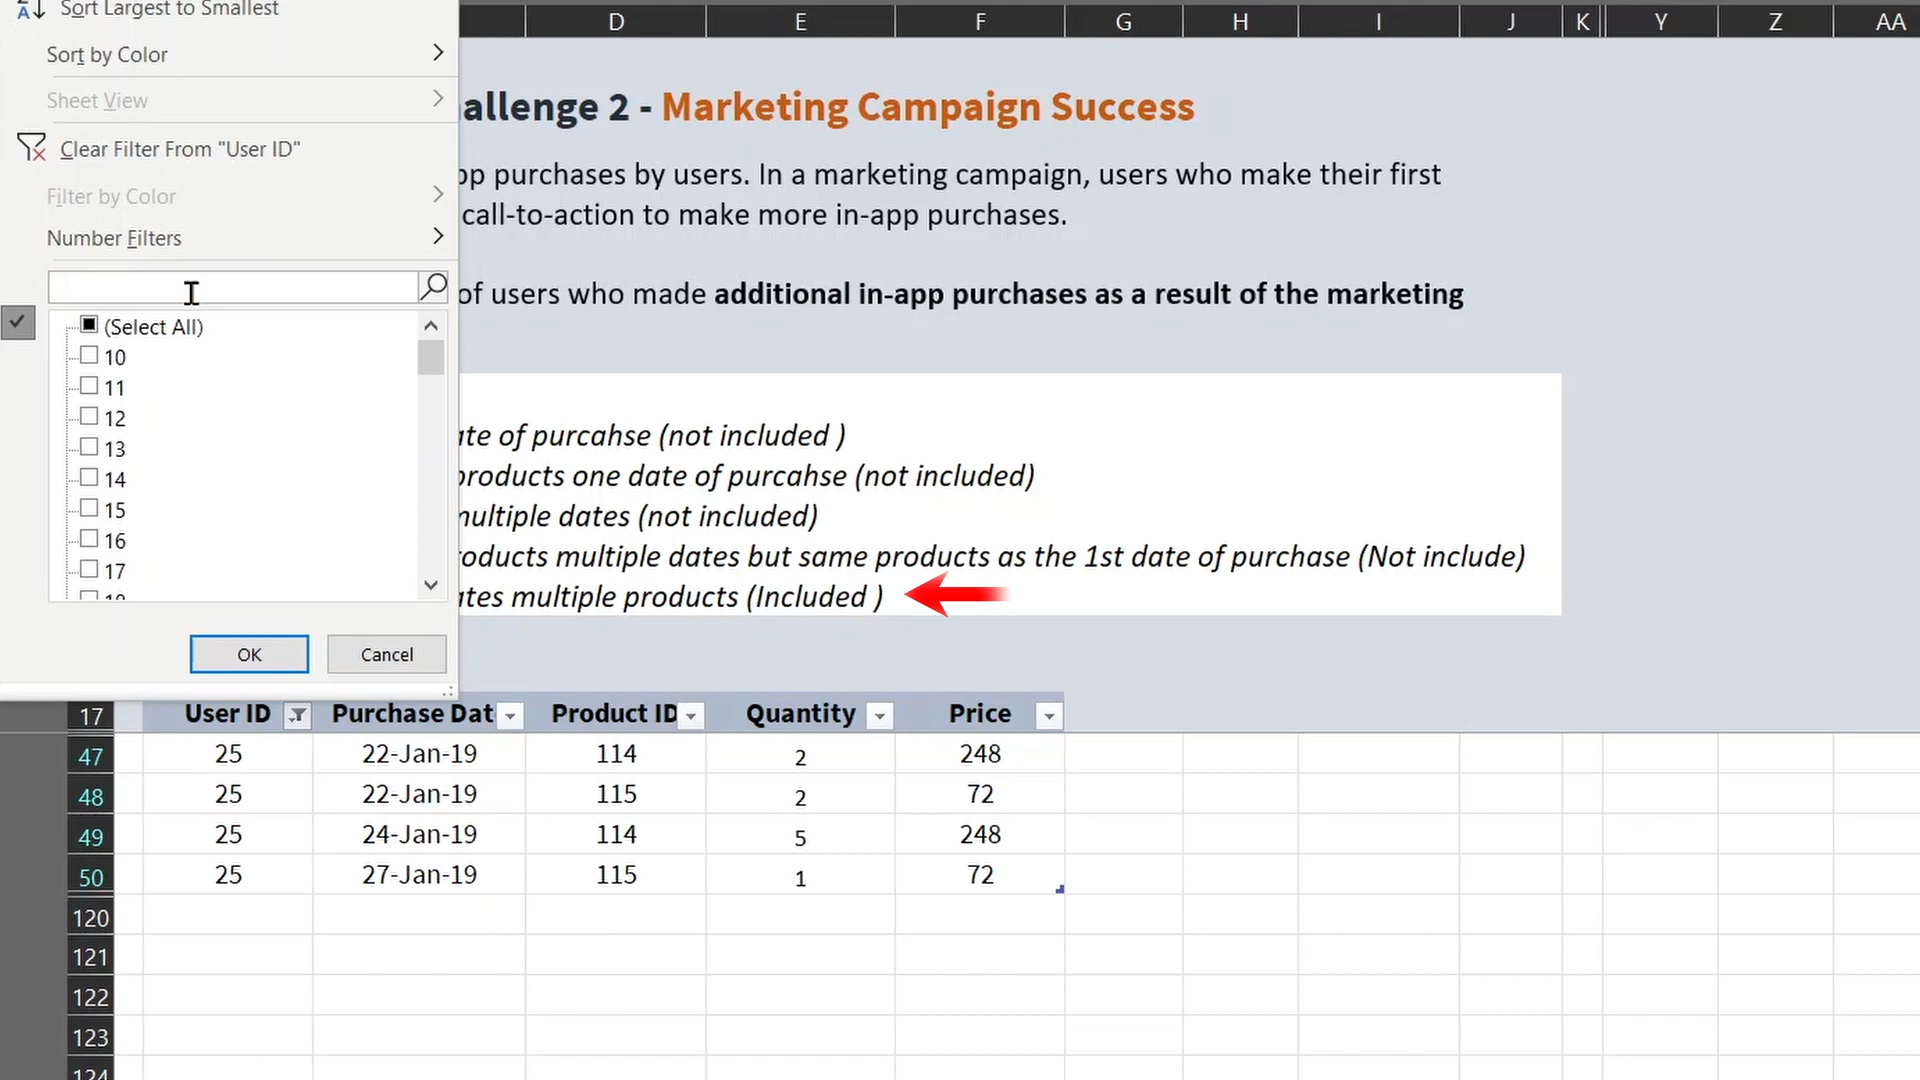 Sort Largest to Smallest
Sort by Color
Sheet View
Clear Filter From "User ID"
Filter by Color
Number Filters
(Select All)
10
11
12
13
14
15
16
17
18
OK
Cancel
D E F G H I J K Y Z AA
allenge 2 - Marketing Campaign Success
pp purchases by users. In a marketing campaign, users who make their first
call-to-action to make more in-app purchases.
of users who made additional in-app purchases as a result of the marketing
ate of purcahse (not included )
products one date of purcahse (not included)
multiple dates (not included)
roducts multiple dates but same products as the 1st date of purchase (Not include)
ates multiple products (Included )
17 User ID Purchase Dat Product ID Quantity Price
47 25 22-Jan-19 114 2 248
48 25 22-Jan-19 115 2 72
49 25 24-Jan-19 114 5 248
50 25 27-Jan-19 115 1 72
120
121
122
123
124